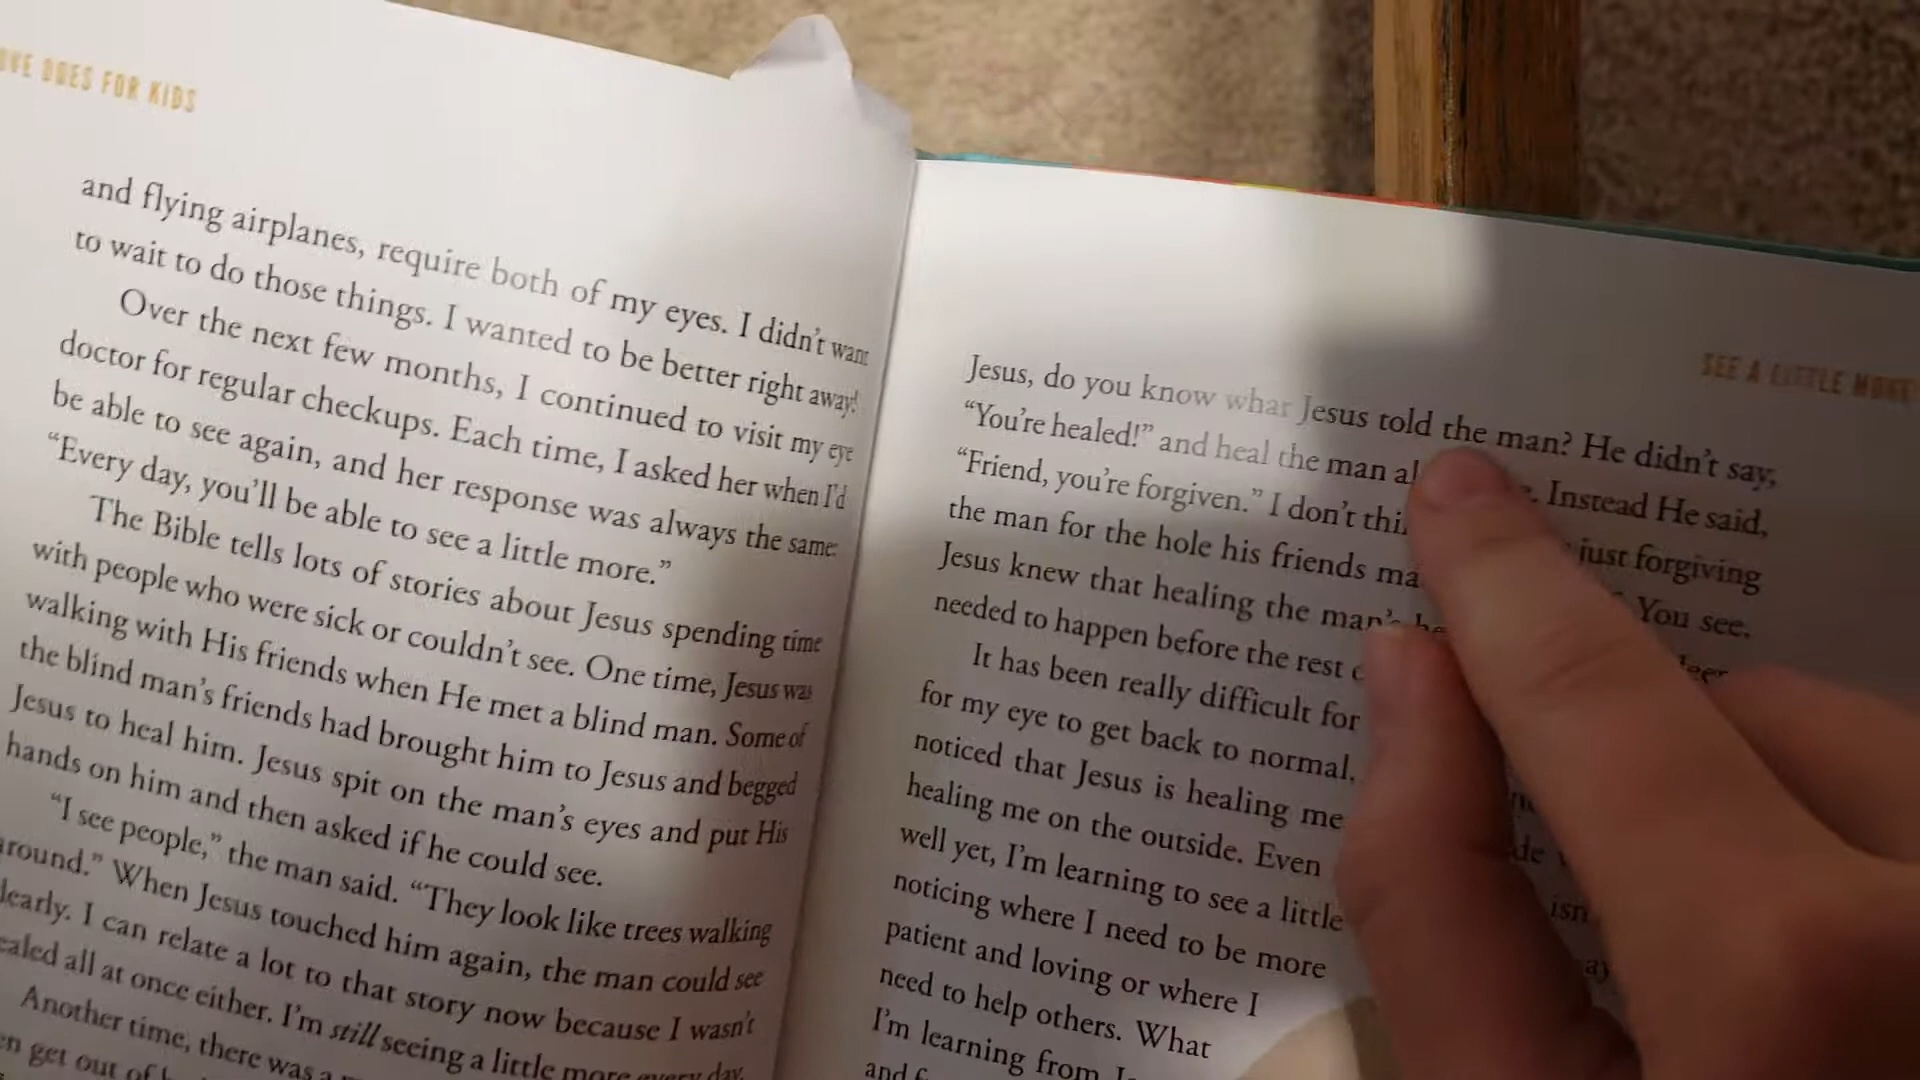 OVE DOES FOR KIDS
and flying airplanes, require both of my eyes. I didn't want
to wait to do those things. I wanted to be better right away!
Over the next few months, I continued to visit my eye
doctor for regular checkups. Each time, I asked her when I'd
be able to see again, and her response was always the same:
"Every day, you'll be able to see a little more."
The Bible tells lots of stories about Jesus spending time
with people who were sick or couldn't see. One time, Jesus was
walking with His friends when He met a blind man. Some of
the blind man's friends had brought him to Jesus and begged
Jesus to heal him. Jesus spit on the man's eyes and put His
hands on him and then asked if he could see.
"I see people," the man said. "They look like trees walking
around." When Jesus touched him again, the man could see
learly. I can relate a lot to that story now because I wasn't
ealed all at once either. I'm still seeing a little more every day.
Another time, there was a
en get out of
SEE A LITTLE MORE
Jesus, do you know what Jesus told the man? He didn't say,
"You're healed!" and heal the man al Instead He said,
"Friend, you're forgiven." I don't thi just forgiving
the man for the hole his friends ma You see,
Jesus knew that healing the man's he
needed to happen before the rest
It has been really difficult for
for my eye to get back to normal,
noticed that Jesus is healing me
healing me on the outside. Even
well yet, I'm learning to see a little
noticing where I need to be more
patient and loving or where I
need to help others. What
I'm learning from
and